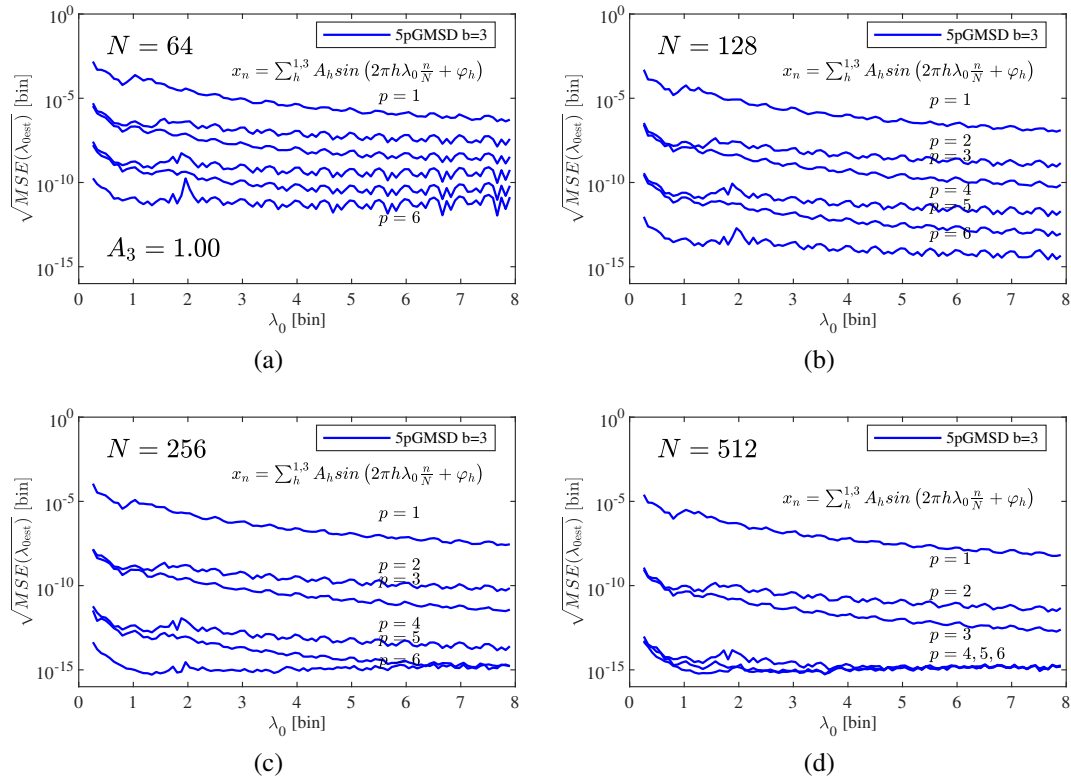 10^0
10^-5
10^-10
10^-15
√MSE(λ_0est) [bin]
N = 64
5pGMSD b=3
x_n = ∑_h^{1,3} A_h sin (2πhλ_0 n/N + φ_h)
p = 1
p = 6
A_3 = 1.00
0 1 2 3 4 5 6 7 8
λ_0 [bin]
(a)
10^0
10^-5
10^-10
10^-15
√MSE(λ_0est) [bin]
N = 128
5pGMSD b=3
x_n = ∑_h^{1,3} A_h sin (2πhλ_0 n/N + φ_h)
p = 1
p = 2
p = 3
p = 4
p = 5
p = 6
0 1 2 3 4 5 6 7 8
λ_0 [bin]
(b)
10^0
10^-5
10^-10
10^-15
√MSE(λ_0est) [bin]
N = 256
5pGMSD b=3
x_n = ∑_h^{1,3} A_h sin (2πhλ_0 n/N + φ_h)
p = 1
p = 2
p = 3
p = 4
p = 5
p = 6
0 1 2 3 4 5 6 7 8
λ_0 [bin]
(c)
10^0
10^-5
10^-10
10^-15
√MSE(λ_0est) [bin]
N = 512
5pGMSD b=3
x_n = ∑_h^{1,3} A_h sin (2πhλ_0 n/N + φ_h)
p = 1
p = 2
p = 3
p = 4, 5, 6
0 1 2 3 4 5 6 7 8
λ_0 [bin]
(d)